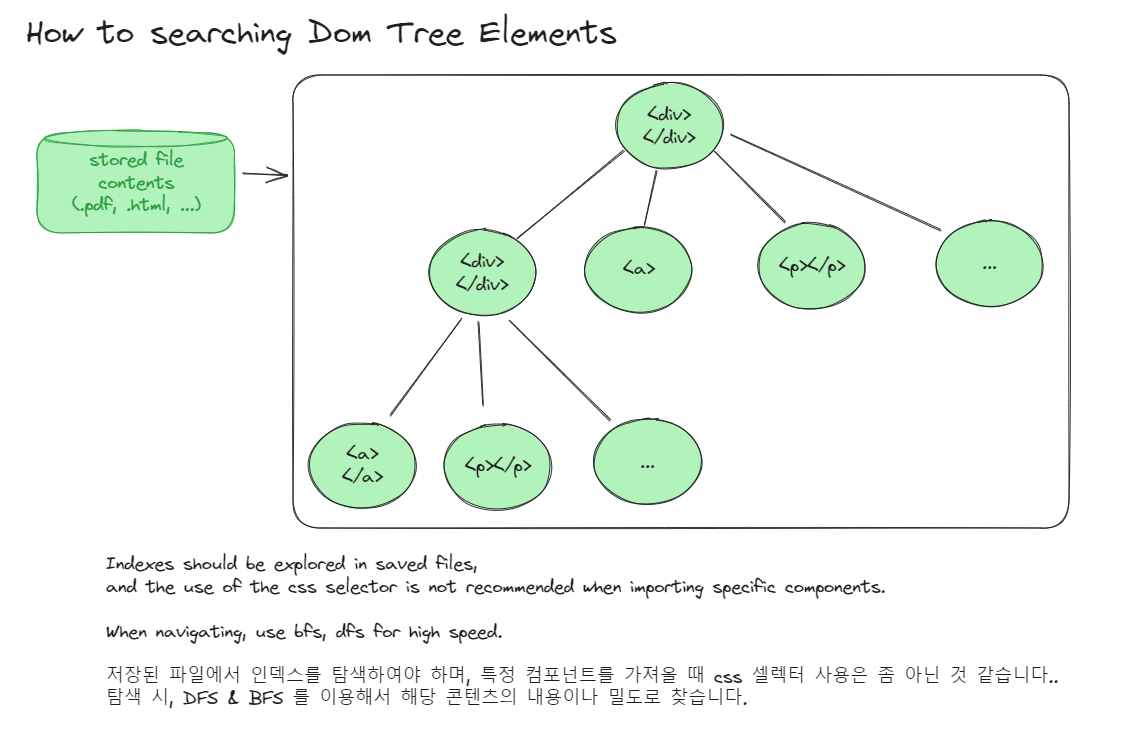 How to searching Dom Tree Elements
stored file
contents
(.pdf, .html, ...)
<div>
</div>
<div>
</div>
<a>
<p></p>
...
<a>
</a>
<p></p>
...
Indexes should be explored in saved files,
and the use of the css selector is not recommended when importing specific components.
When navigating, use bfs, dfs for high speed.
저장된 파일에서 인덱스를 탐색하여야 하며, 특정 컴포넌트를 가져올 때 css 셀렉터 사용은 좀 아닌 것 같습니다..
탐색 시, DFS & BFS 를 이용해서 해당 콘텐츠의 내용이나 밀도로 찾습니다.